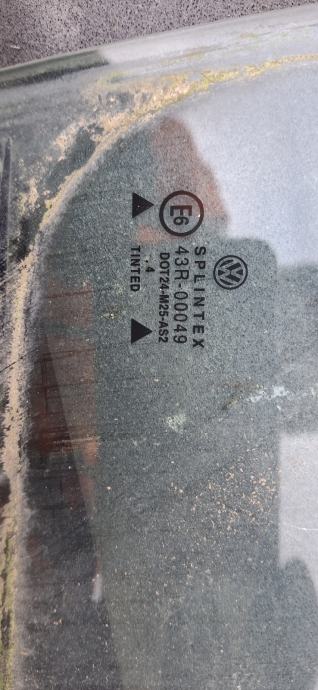 SPLINTEX
E6 43R-00049
DOT24-M25-AS2
. 4
TINTED